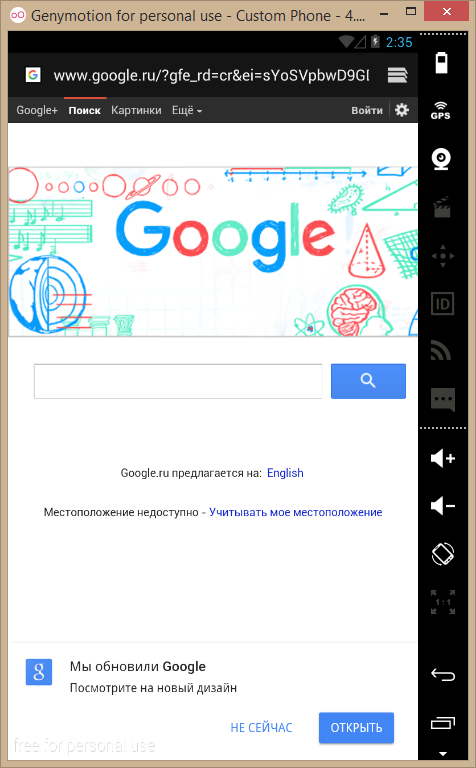 Genymotion for personal use - Custom Phone - 4....
2:35
www.google.ru/?gfe_rd=cr&ei=sYoSVpbwD9GI
Google+ Поиск Картинки Ещё Войти
Google
Google.ru предлагается на: English
Местоположение недоступно - Учитывать мое местоположение
Мы обновили Google
Посмотрите на новый дизайн
НЕ СЕЙЧАС ОТКРЫТЬ
free for personal use
GPS
ID
1:1